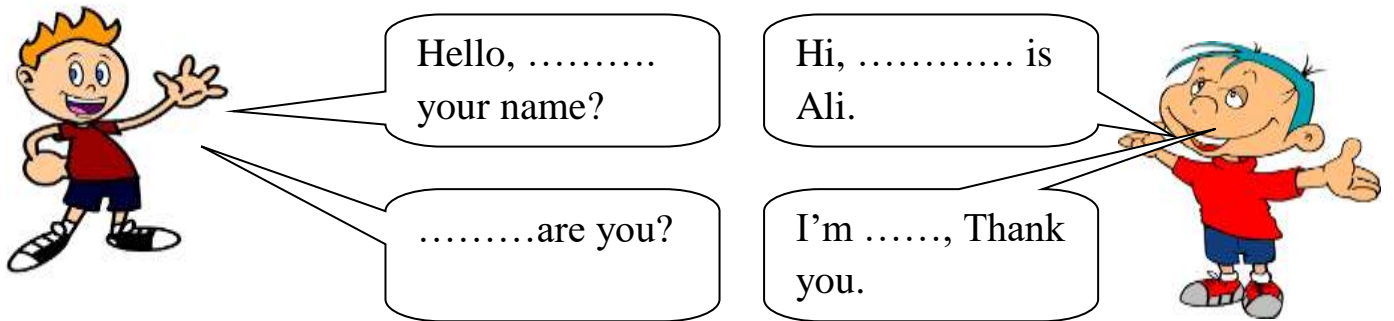 Hello, ……….
your name?
Hi, ………… is
Ali.
………are you?
I’m ……, Thank
you.